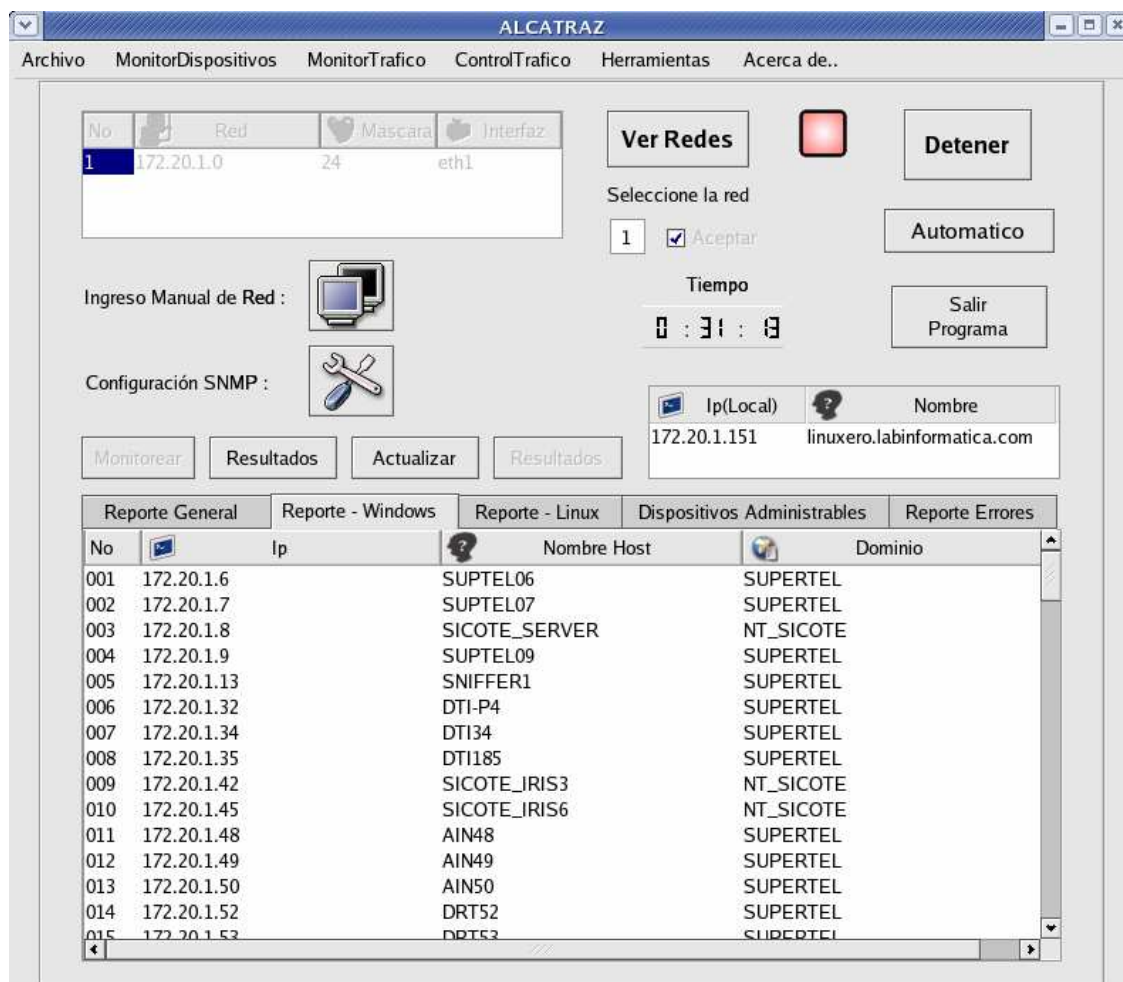 ALCATRAZ
Archivo MonitorDispositivos MonitorTrafico ControlTrafico Herramientas Acerca de..
No Red Mascara Interfaz
1 172.20.1.0 24 eth1
Ver Redes
Detener
Seleccione la red
1 Aceptar
Automatico
Ingreso Manual de Red :
Tiempo
0 : 31 : 13
Salir
Programa
Configuración SNMP :
Ip(Local) Nombre
172.20.1.151 linuxero.labinformatica.com
Monitorear Resultados Actualizar Resultados
Reporte General Reporte - Windows Reporte - Linux Dispositivos Administrables Reporte Errores
No Ip Nombre Host Dominio
001 172.20.1.6 SUPTEL06 SUPERTEL
002 172.20.1.7 SUPTEL07 SUPERTEL
003 172.20.1.8 SICOTE_SERVER NT_SICOTE
004 172.20.1.9 SUPTEL09 SUPERTEL
005 172.20.1.13 SNIFFER1 SUPERTEL
006 172.20.1.32 DTI-P4 SUPERTEL
007 172.20.1.34 DTI34 SUPERTEL
008 172.20.1.35 DTI185 SUPERTEL
009 172.20.1.42 SICOTE_IRIS3 NT_SICOTE
010 172.20.1.45 SICOTE_IRIS6 NT_SICOTE
011 172.20.1.48 AIN48 SUPERTEL
012 172.20.1.49 AIN49 SUPERTEL
013 172.20.1.50 AIN50 SUPERTEL
014 172.20.1.52 DRT52 SUPERTEL
015 172.20.1.53 DRT53 SUPERTEL